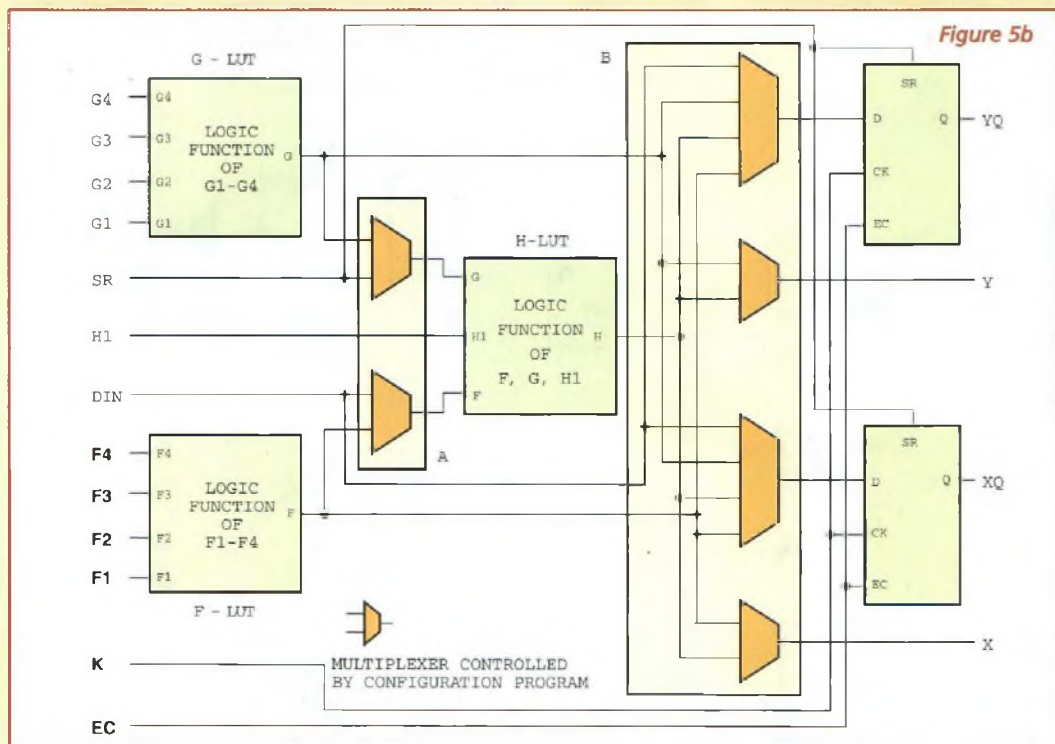 Figure 5b
G - LUT
B
G4
G3
G2
G1
G4
G3
G2
G1
LOGIC
FUNCTION
OF
G1-G4
G
SR
D
Q
CK
EC
YQ
SR
H1
DIN
H-LUT
G
H1
F
LOGIC
FUNCTION
OF
F, G, H1
H
Y
A
F4
F3
F2
F1
F4
F3
F2
F1
LOGIC
FUNCTION
OF
F1-F4
F
F - LUT
SR
D
Q
CK
EC
XQ
X
MULTIPLEXER CONTROLLED
BY CONFIGURATION PROGRAM
K
EC